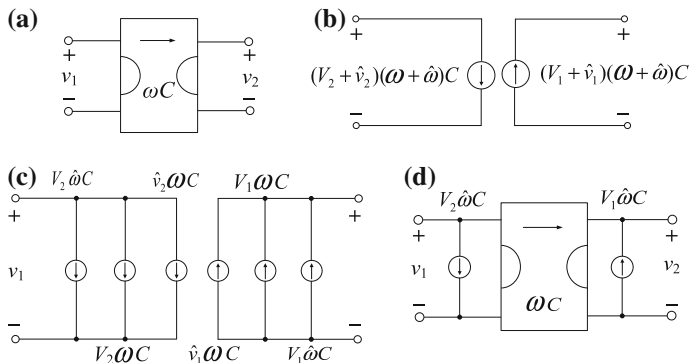 (a)
+
+
v₁
v₂
ωC
−
−
(b)
+
+
(V₂ + v̂₂)(ω + ω̂)C
(V₁ + v̂₁)(ω + ω̂)C
−
−
(c)
V₂ω̂C
v̂₂ωC
V₁ωC
+
+
v₁
v₂
−
−
V₂ωC
v̂₁ωC
V₁ω̂C
(d)
V₂ω̂C
V₁ω̂C
+
+
v₁
v₂
ωC
−
−